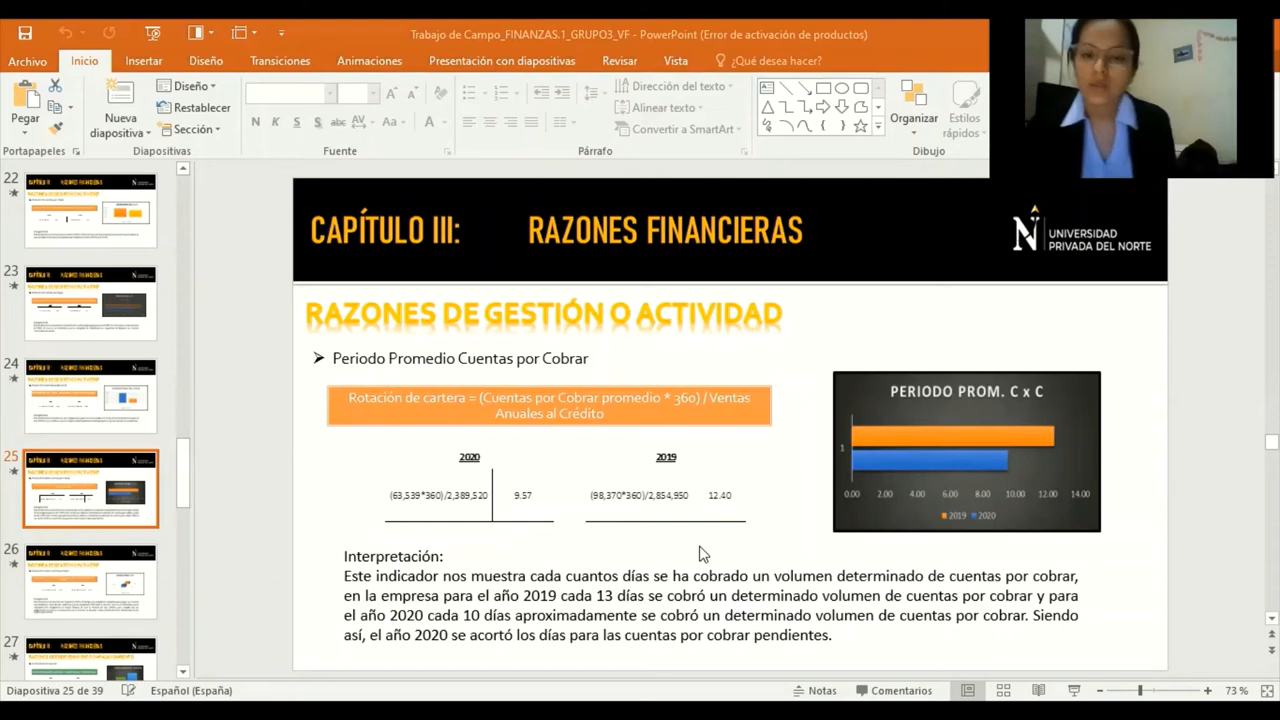 Trabajo de Campo_FINANZAS.1_GRUPO3_VF - PowerPoint (Error de activación de productos)
Archivo Inicio Insertar Diseño Transiciones Animaciones Presentación con diapositivas Revisar Vista ¿Qué desea hacer?
Pegar
Nueva diapositiva
Diseño
Restablecer
Sección
N K S S abc AV Aa A
Dirección del texto
Alinear texto
Convertir a SmartArt
Organizar
Estilos rápidos
Portapapeles Diapositivas Fuente Párrafo Dibujo
22
23
24
25
26
27
CAPÍTULO III: RAZONES FINANCIERAS
N UNIVERSIDAD
PRIVADA DEL NORTE
RAZONES DE GESTIÓN O ACTIVIDAD
➢ Periodo Promedio Cuentas por Cobrar
Rotación de cartera = (Cuentas por Cobrar promedio * 360) / Ventas
Anuales al Crédito
2020 2019
(63,539*360)/2,389,520 9.57 (98,370*360)/2,854,950 12.40
PERIODO PROM. C x C
1
0.00 2.00 4.00 6.00 8.00 10.00 12.00 14.00
2019 2020
Interpretación:
Este indicador nos muestra cada cuantos días se ha cobrado un volumen determinado de cuentas por cobrar,
en la empresa para el año 2019 cada 13 días se cobró un determinado volumen de cuentas por cobrar y para
el año 2020 cada 10 días aproximadamente se cobró un determinado volumen de cuentas por cobrar. Siendo
así, el año 2020 se acortó los días para las cuentas por cobrar pendientes.
Diapositiva 25 de 39 Español (España) Notas Comentarios 73 %